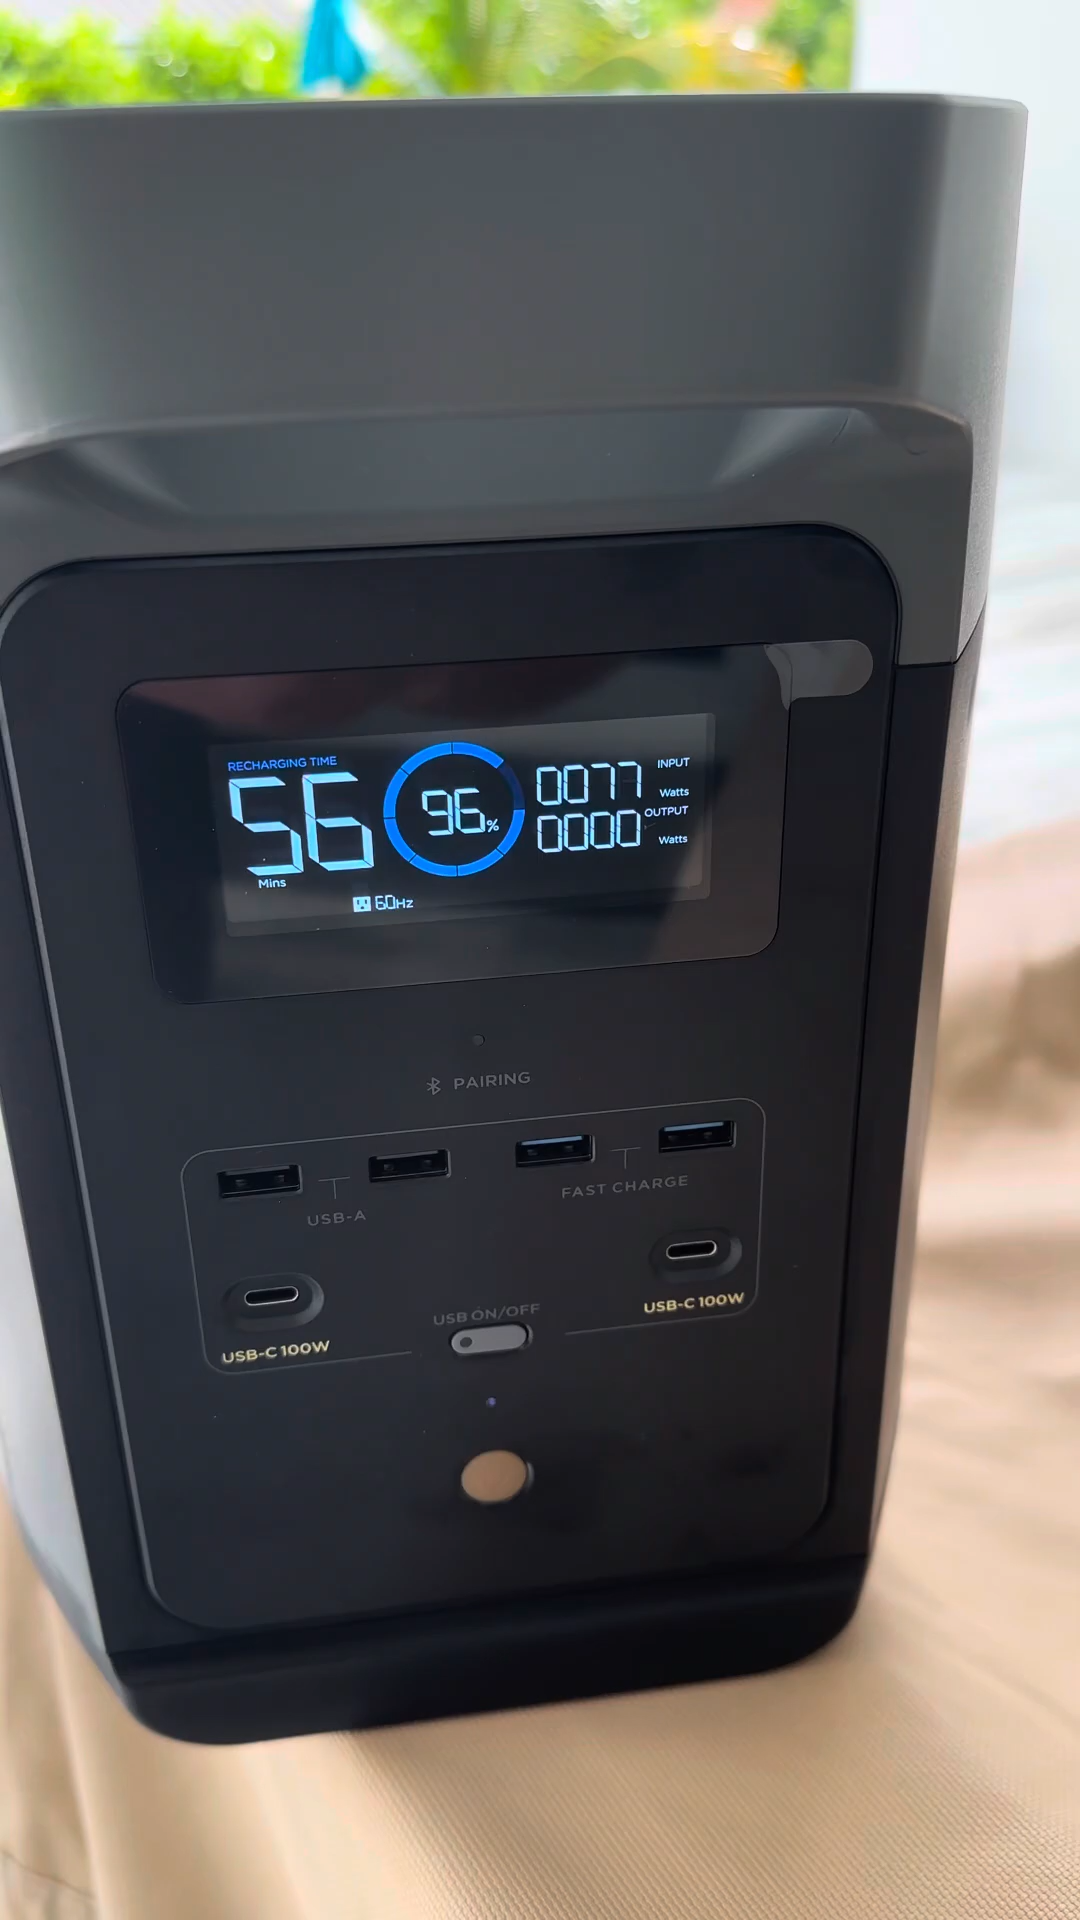 RECHARGING TIME
56
Mins
96%
0077 INPUT
Watts
0000 OUTPUT
Watts
60Hz
PAIRING
USB-A
FAST CHARGE
USB-C 100W
USB ON/OFF
USB-C 100W